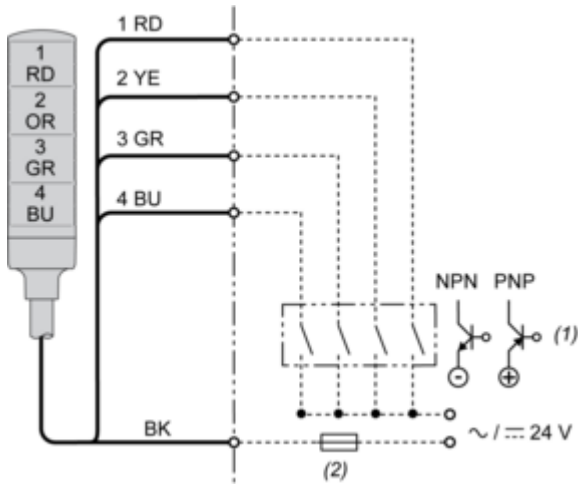 1
RD
2
OR
3
GR
4
BU
1 RD
2 YE
3 GR
4 BU
BK
NPN PNP
(1)
(2)
~ / ⎓ 24 V